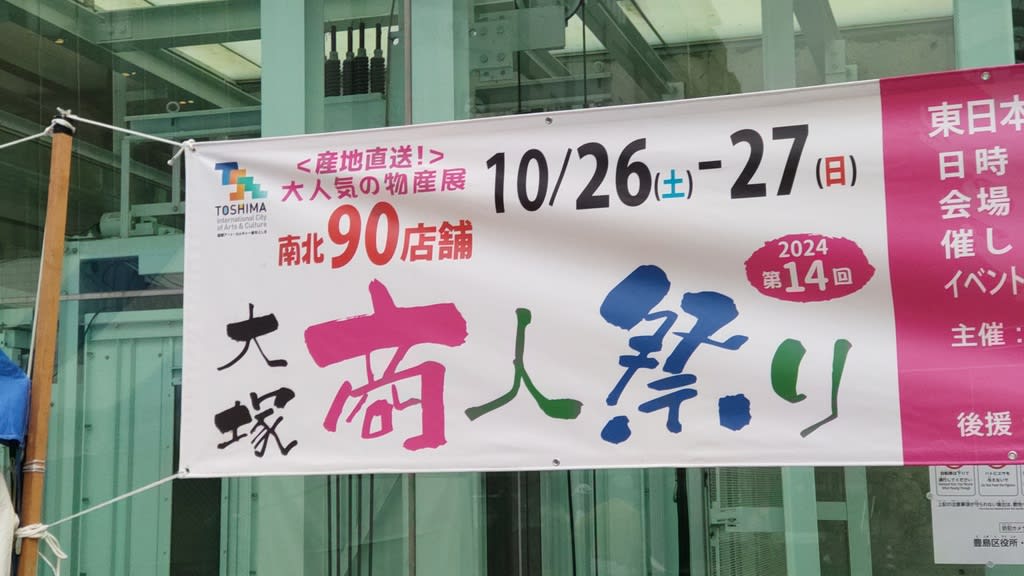 TOSHIMA
International City
of Arts & Culture
<産地直送!>
大人気の物産展
南北90店舗
10/26(土)-27(日)
2024
第14回
大塚
商人祭り
東日本
日時
会場
催し
イベント
主催:
後援
豊島区役所・